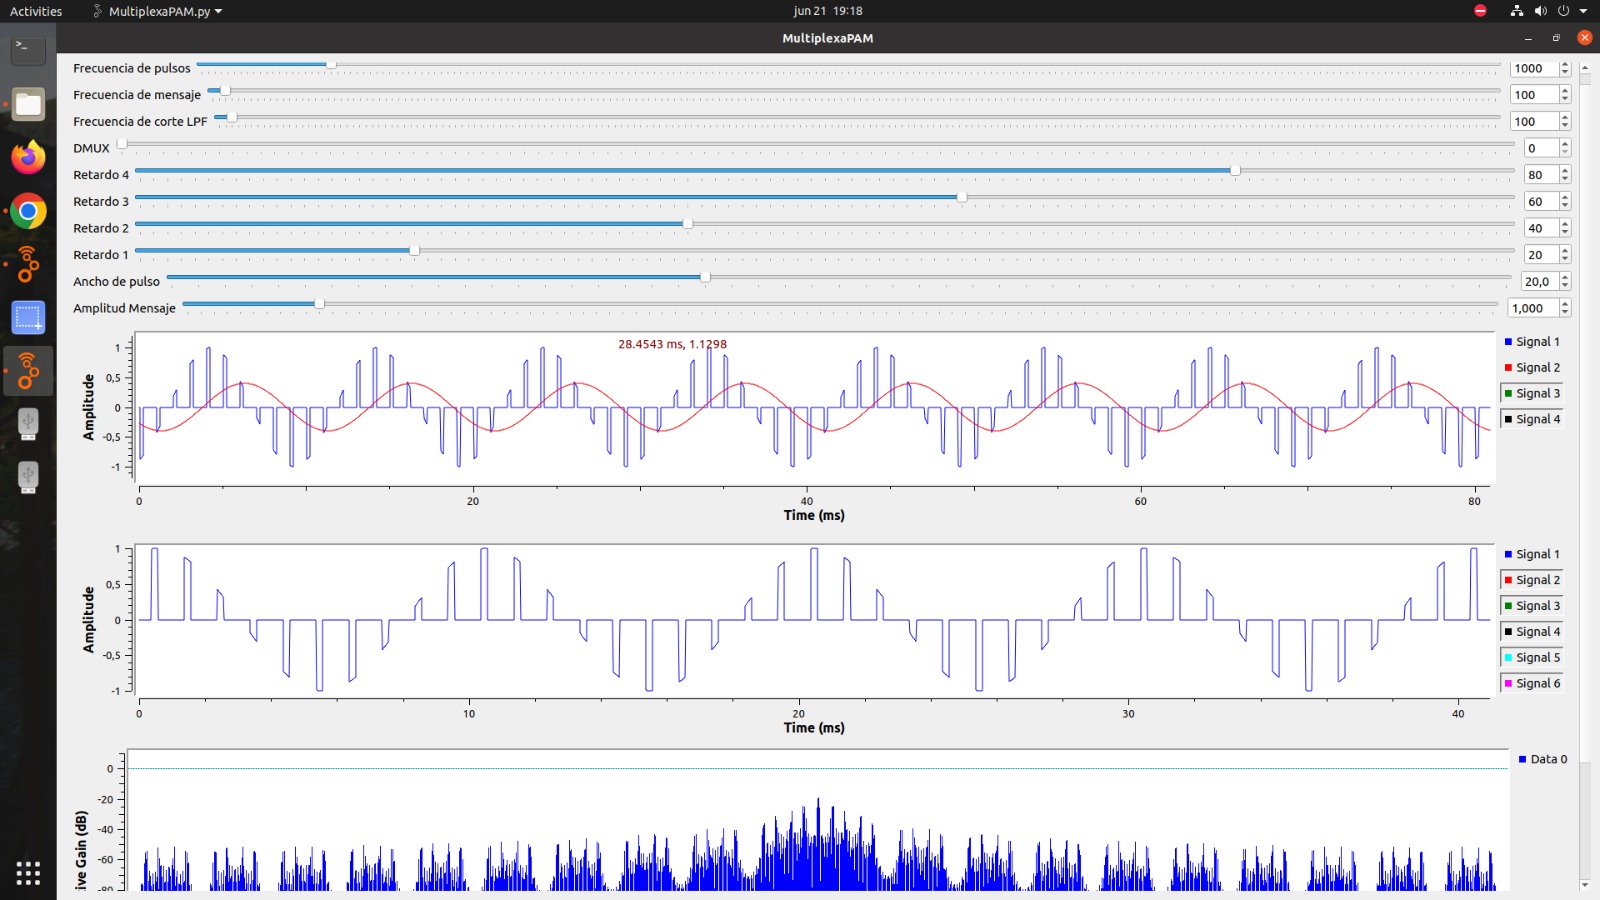 Activities MultiplexaPAM.py jun 21 19:18
MultiplexaPAM
Frecuencia de pulsos 1000
Frecuencia de mensaje 100
Frecuencia de corte LPF 100
DMUX 0
Retardo 4 80
Retardo 3 60
Retardo 2 40
Retardo 1 20
Ancho de pulso 20,0
Amplitud Mensaje 1,000
28.4543 ms, 1.1298
Amplitude
1
0,5
0
-0,5
-1
0 20 40 60 80
Time (ms)
Signal 1
Signal 2
Signal 3
Signal 4
Amplitude
1
0,5
0
-0,5
-1
0 10 20 30 40
Time (ms)
Signal 1
Signal 2
Signal 3
Signal 4
Signal 5
Signal 6
ive Gain (dB)
0
-20
-40
-60
-80
Data 0